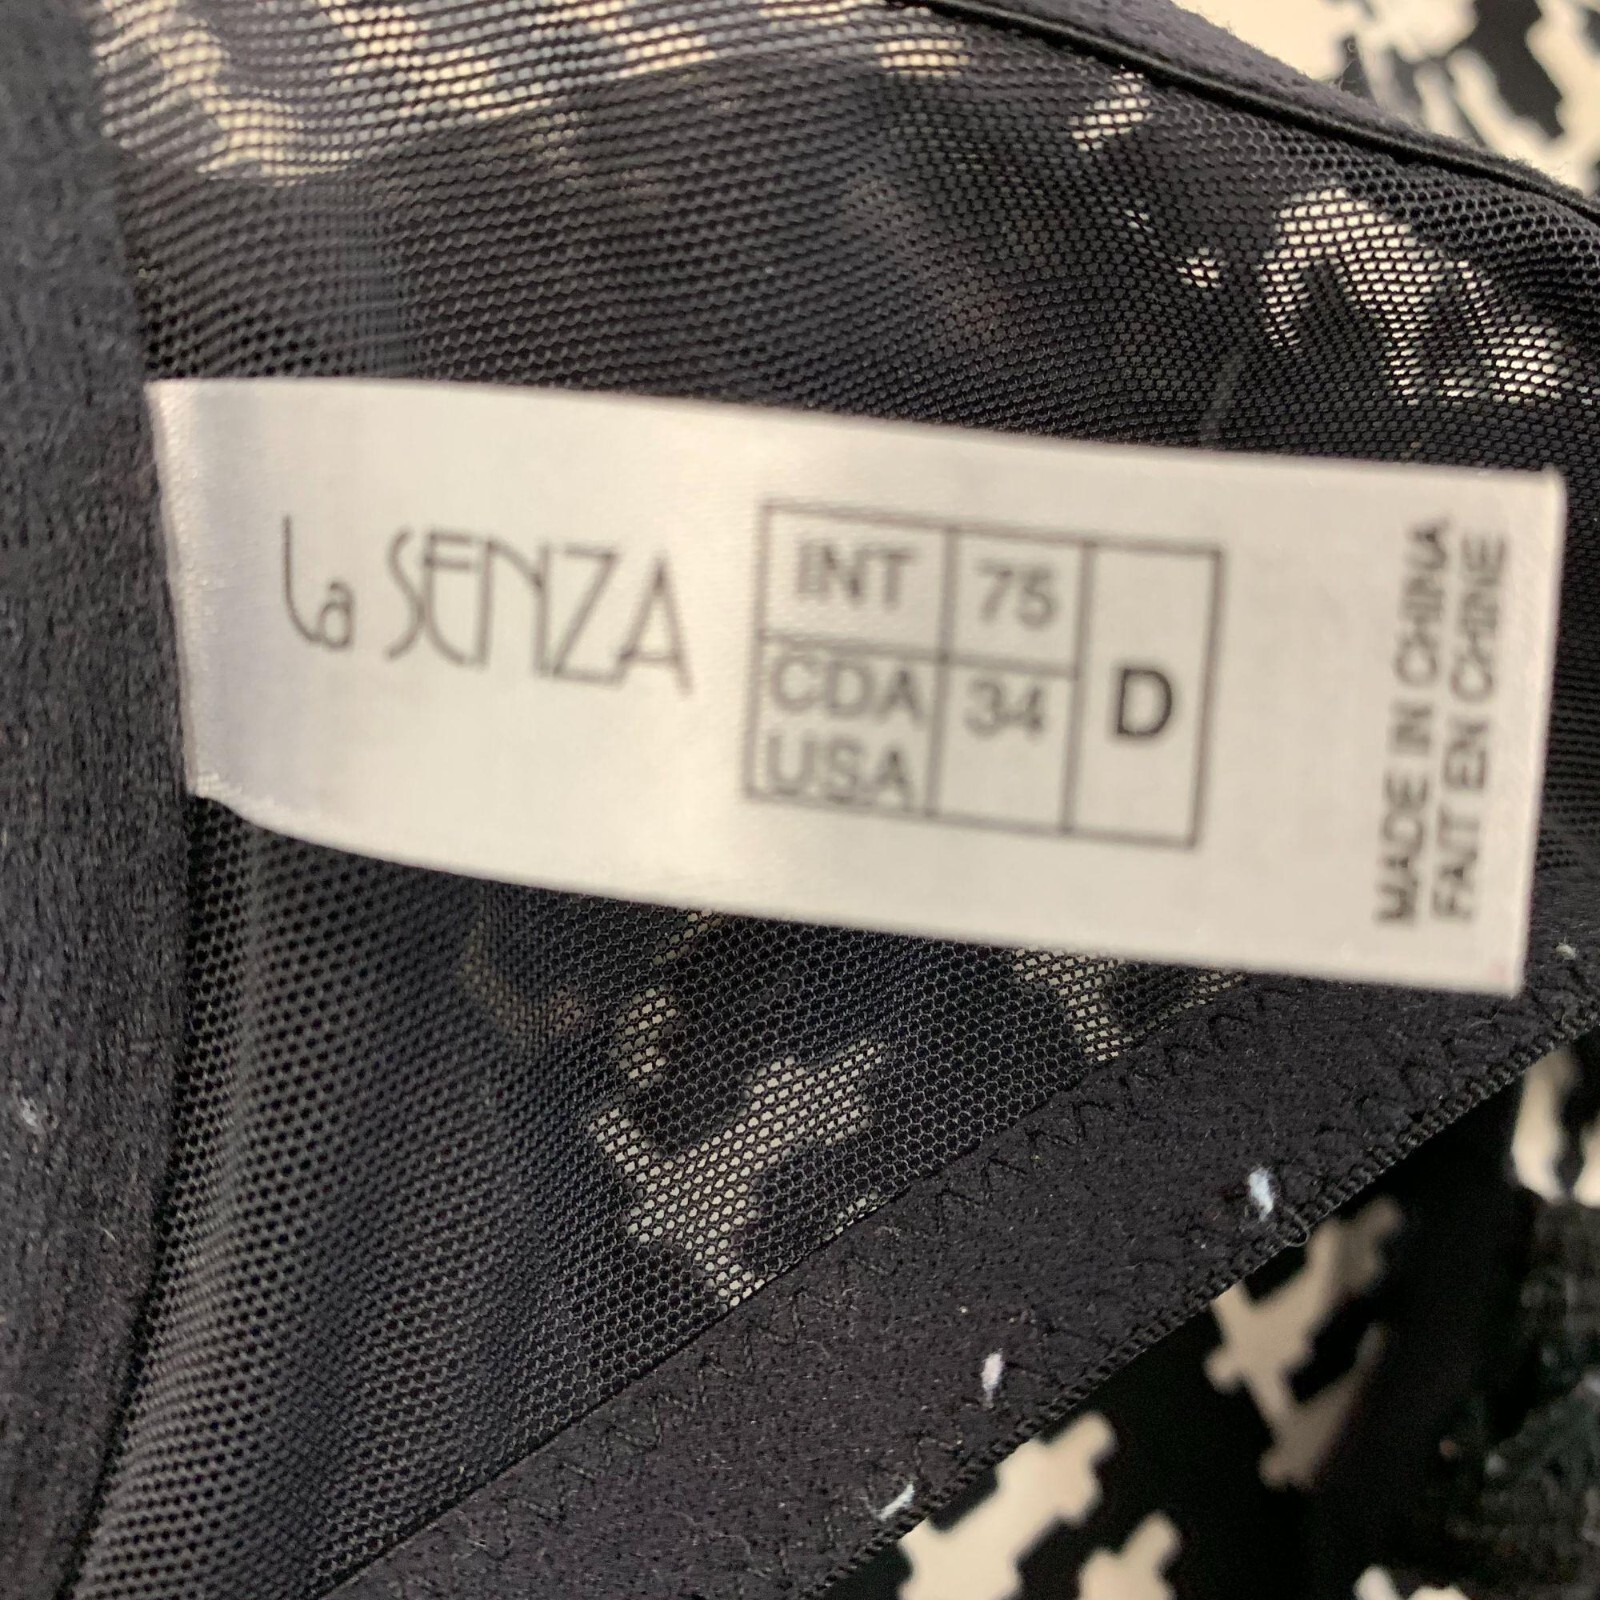 La SENZA
INT 75
CDA USA 34 D
MADE IN CHINA
FAIT EN CHINE